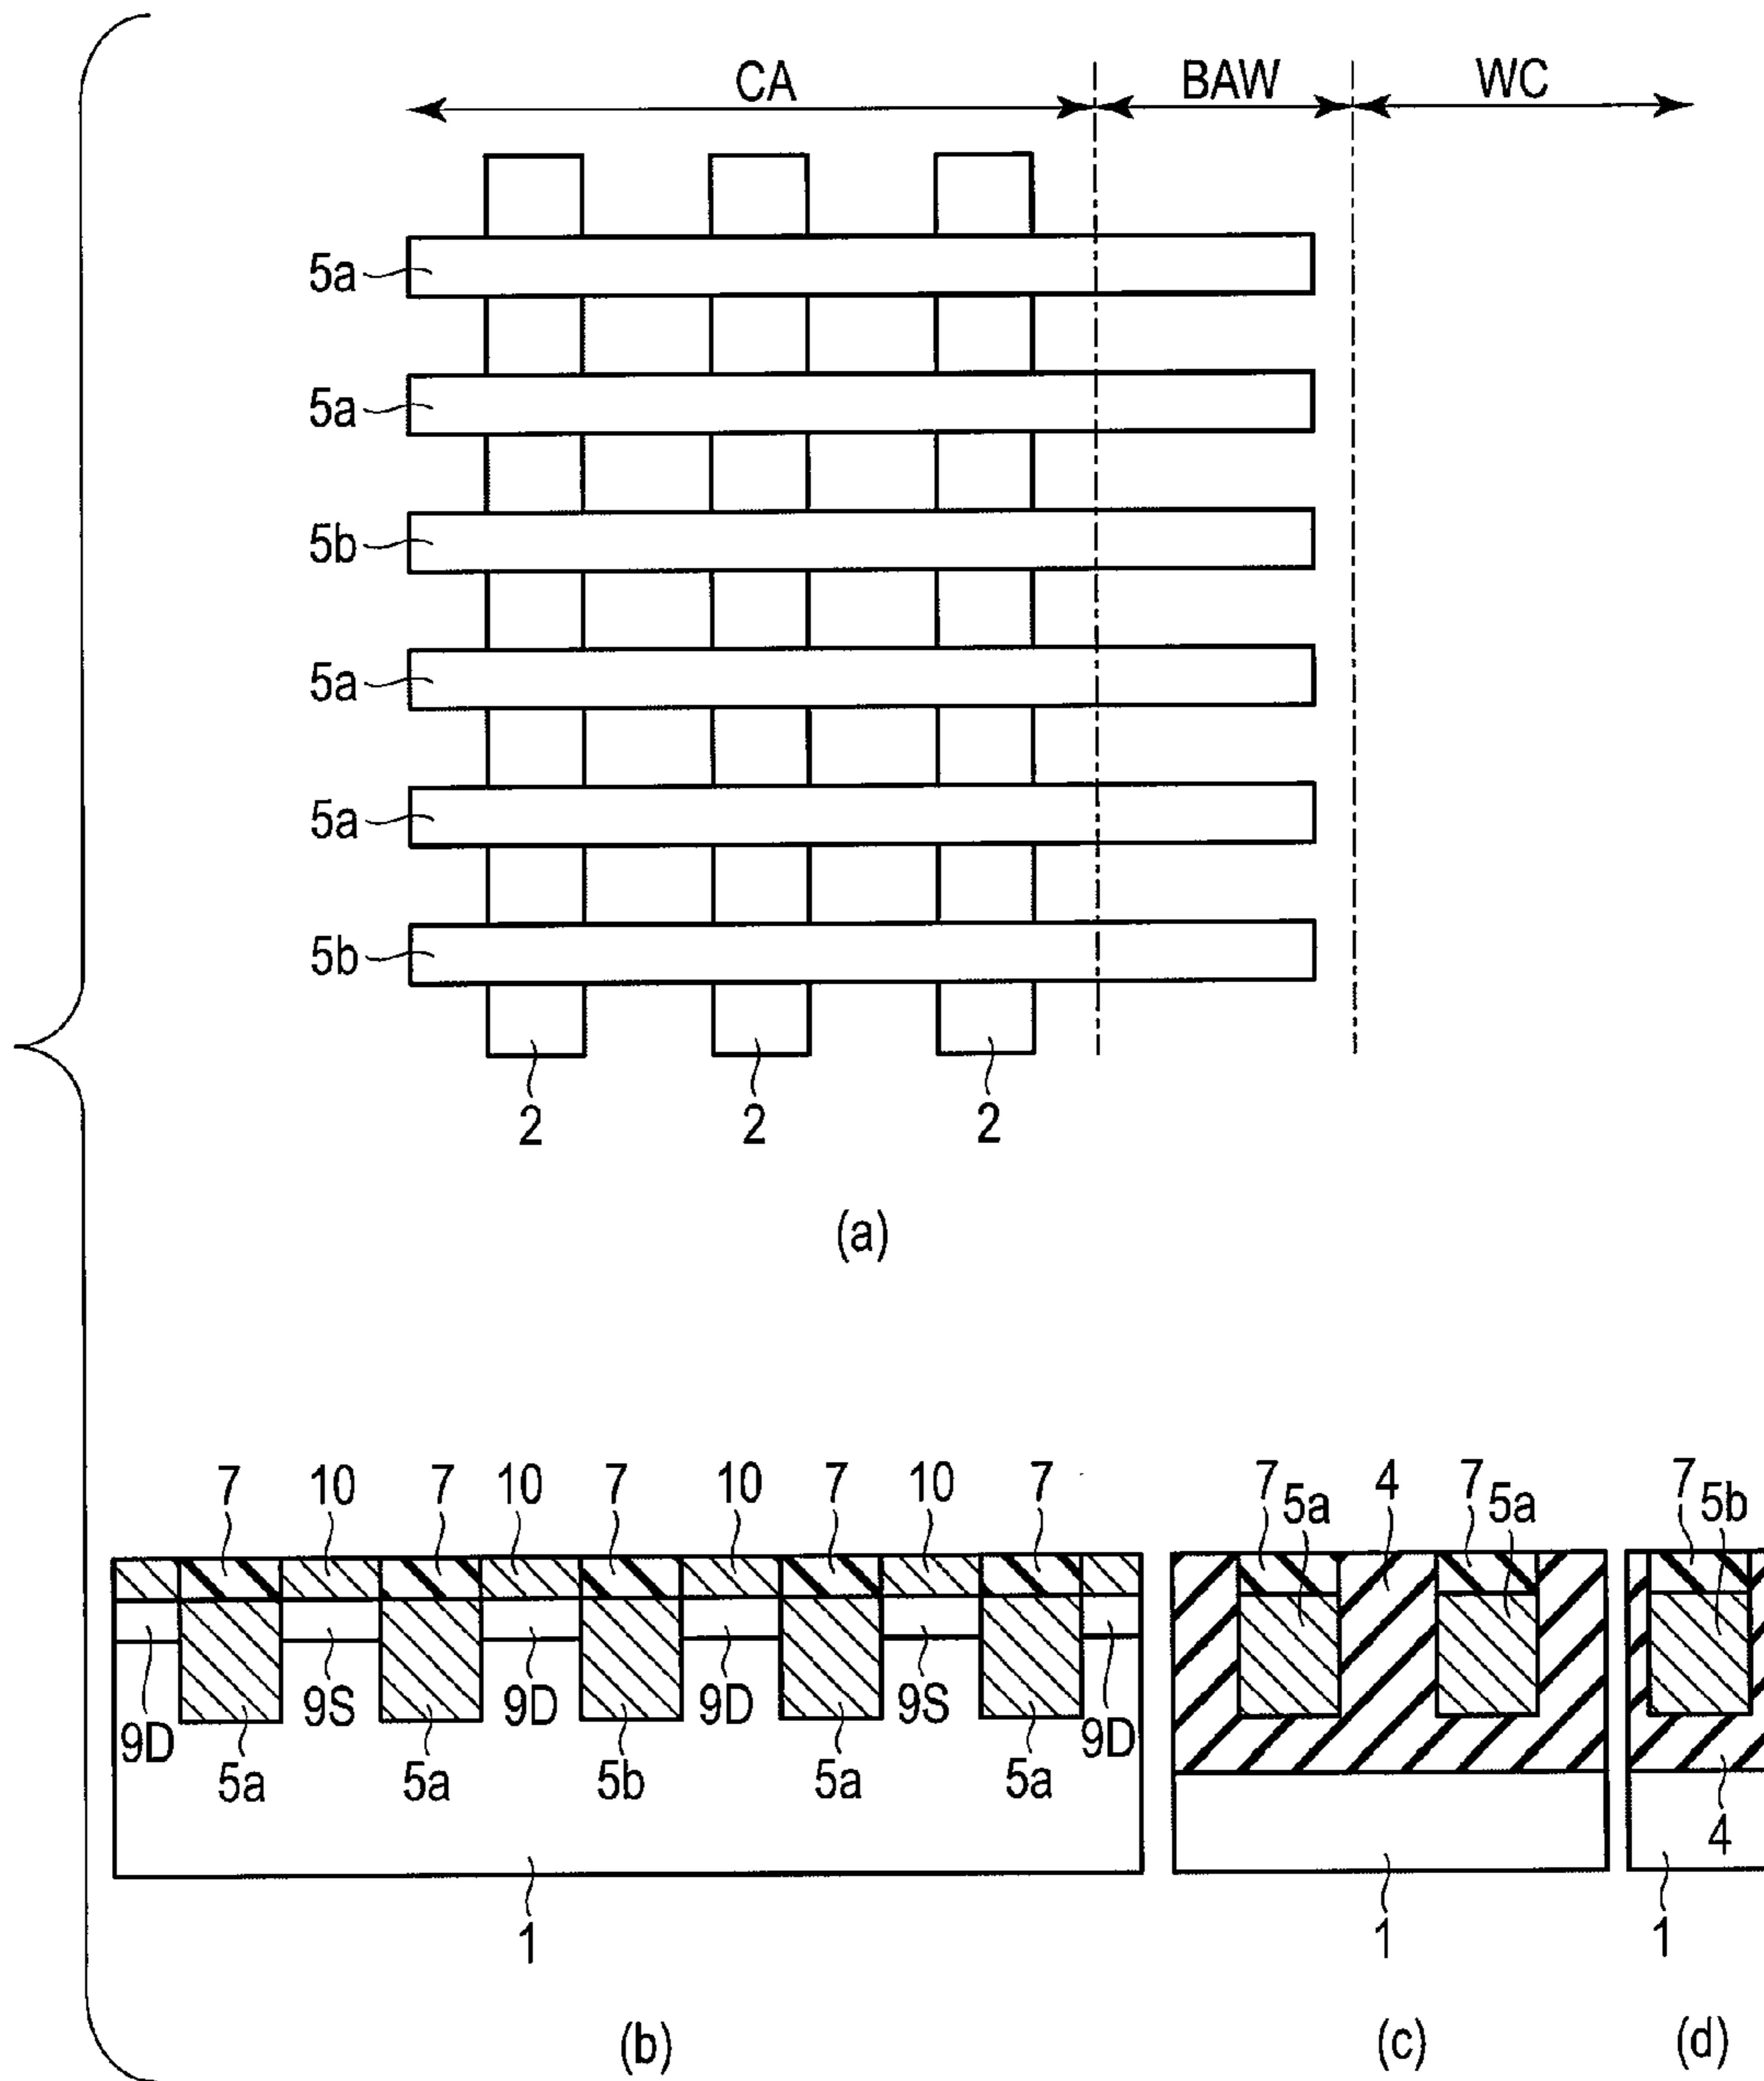 CA BAW WC
5a
5a
5b
5a
5a
5b
2 2 2
(a)
7 10 7 10 7 10 7 10 7 7 5a 4 7 5a 7 5b
9D 9S 9D 9D 9S 9D
5a 5a 5b 5a 5a 4
1 1 1
(b) (c) (d)